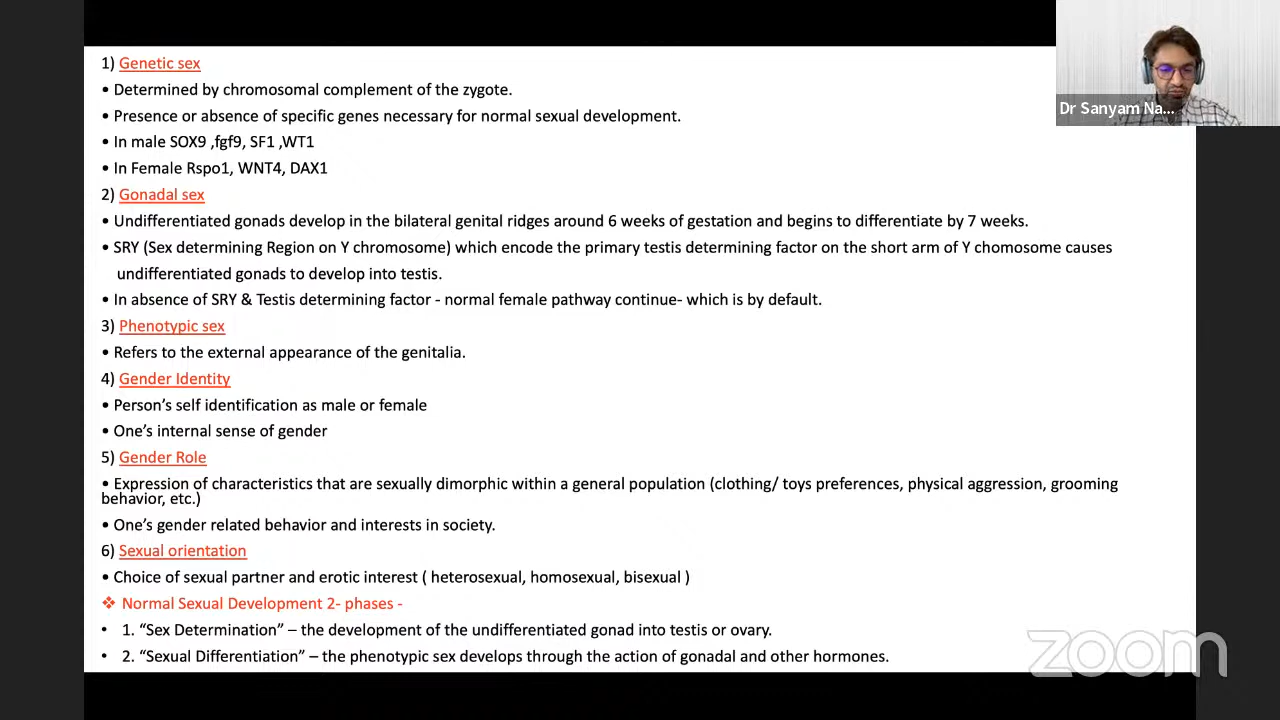 1) Genetic sex
• Determined by chromosomal complement of the zygote.
• Presence or absence of specific genes necessary for normal sexual development.
• In male SOX9 ,fgf9, SF1 ,WT1
• In Female Rspo1, WNT4, DAX1
2) Gonadal sex
• Undifferentiated gonads develop in the bilateral genital ridges around 6 weeks of gestation and begins to differentiate by 7 weeks.
• SRY (Sex determining Region on Y chromosome) which encode the primary testis determining factor on the short arm of Y chomosome causes
undifferentiated gonads to develop into testis.
• In absence of SRY & Testis determining factor - normal female pathway continue- which is by default.
3) Phenotypic sex
• Refers to the external appearance of the genitalia.
4) Gender Identity
• Person’s self identification as male or female
• One’s internal sense of gender
5) Gender Role
• Expression of characteristics that are sexually dimorphic within a general population (clothing/ toys preferences, physical aggression, grooming
behavior, etc.)
• One’s gender related behavior and interests in society.
6) Sexual orientation
• Choice of sexual partner and erotic interest ( heterosexual, homosexual, bisexual )
❖ Normal Sexual Development 2- phases -
• 1. “Sex Determination” – the development of the undifferentiated gonad into testis or ovary.
• 2. “Sexual Differentiation” – the phenotypic sex develops through the action of gonadal and other hormones.
Dr Sanyam Na...
zoom